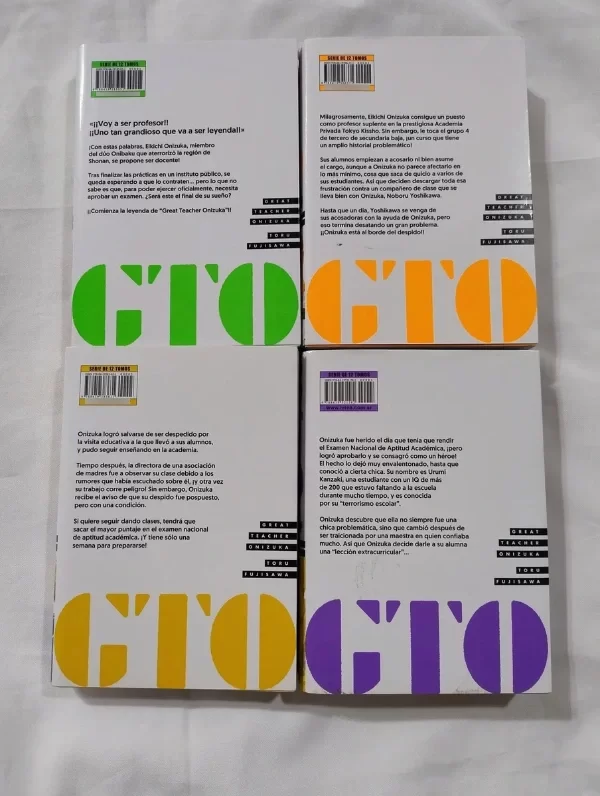 SERIE DE 12 TOMOS
«¡¡Voy a ser profesor!!
¡¡Uno tan grandioso que va a ser leyenda!!»
¡Con estas palabras, Eikichi Onizuka, miembro
del dúo Onibaku que aterrorizó la región de
Shonan, se propone ser docente!
Tras finalizar las prácticas en un instituto público, se
queda esperando a que lo contraten... pero lo que no
sabe es que, para poder ejercer oficialmente, necesita
aprobar un examen. ¿Será este el final de su sueño?
¡¡Comienza la leyenda de "Great Teacher Onizuka"!!
GREAT
TEACHER
ONIZUKA
TORU
FUJISAWA
GTO
SERIE DE 12 TOMOS
Milagrosamente, Eikichi Onizuka consigue un puesto
como profesor suplente en la prestigiosa Academia
Privada Tokyo Kissho. Sin embargo, le toca el grupo 4
de tercero de secundaria baja, ¡un curso que tiene
un amplio historial problemático!
Sus alumnos empiezan a acosarlo ni bien asume
el cargo, aunque a Onizuka no parece afectarlo en
lo más mínimo, cosa que saca de quicio a varios de
sus estudiantes. Así que deciden descargar toda esa
frustración contra un compañero de clase que se
lleva bien con Onizuka, Noboru Yoshikawa.
Hasta que un día, Yoshikawa se venga de
sus acosadoras con la ayuda de Onizuka, pero
eso termina desatando un gran problema.
¡¡Onizuka está al borde del despido!!
GREAT
TEACHER
ONIZUKA
TORU
FUJISAWA
GTO
SERIE DE 12 TOMOS
Onizuka logró salvarse de ser despedido por
la visita educativa a la que llevó a sus alumnos,
y pudo seguir enseñando en la academia.
Tiempo después, la directora de una asociación
de madres fue a observar su clase debido a los
rumores que había escuchado sobre él, ¡y otra vez
su trabajo corre peligro! Sin embargo, Onizuka
recibe el aviso de que su despido fue pospuesto,
pero con una condición.
Si quiere seguir dando clases, tendrá que
sacar el mayor puntaje en el examen nacional
de aptitud académica. ¡Y tiene sólo una
semana para prepararse!
GREAT
TEACHER
ONIZUKA
TORU
FUJISAWA
GTO
SERIE DE 12 TOMOS
Onizuka fue herido el día que tenía que rendir
el Examen Nacional de Aptitud Académica, ¡pero
logró aprobarlo y se consagró como un héroe!
El hecho lo dejó muy envalentonado, hasta que
conoció a cierta chica. Su nombre es Urumi
Kanzaki, una estudiante con un IQ de más
de 200 que estuvo faltando a la escuela
durante mucho tiempo, y es conocida
por su "terrorismo escolar".
Onizuka descubre que ella no siempre fue una
chica problemática, sino que cambió después de
ser traicionada por una maestra en quien confiaba
mucho. Así que Onizuka decide darle a su alumna
una "lección extracurricular"...
GREAT
TEACHER
ONIZUKA
TORU
FUJISAWA
GTO